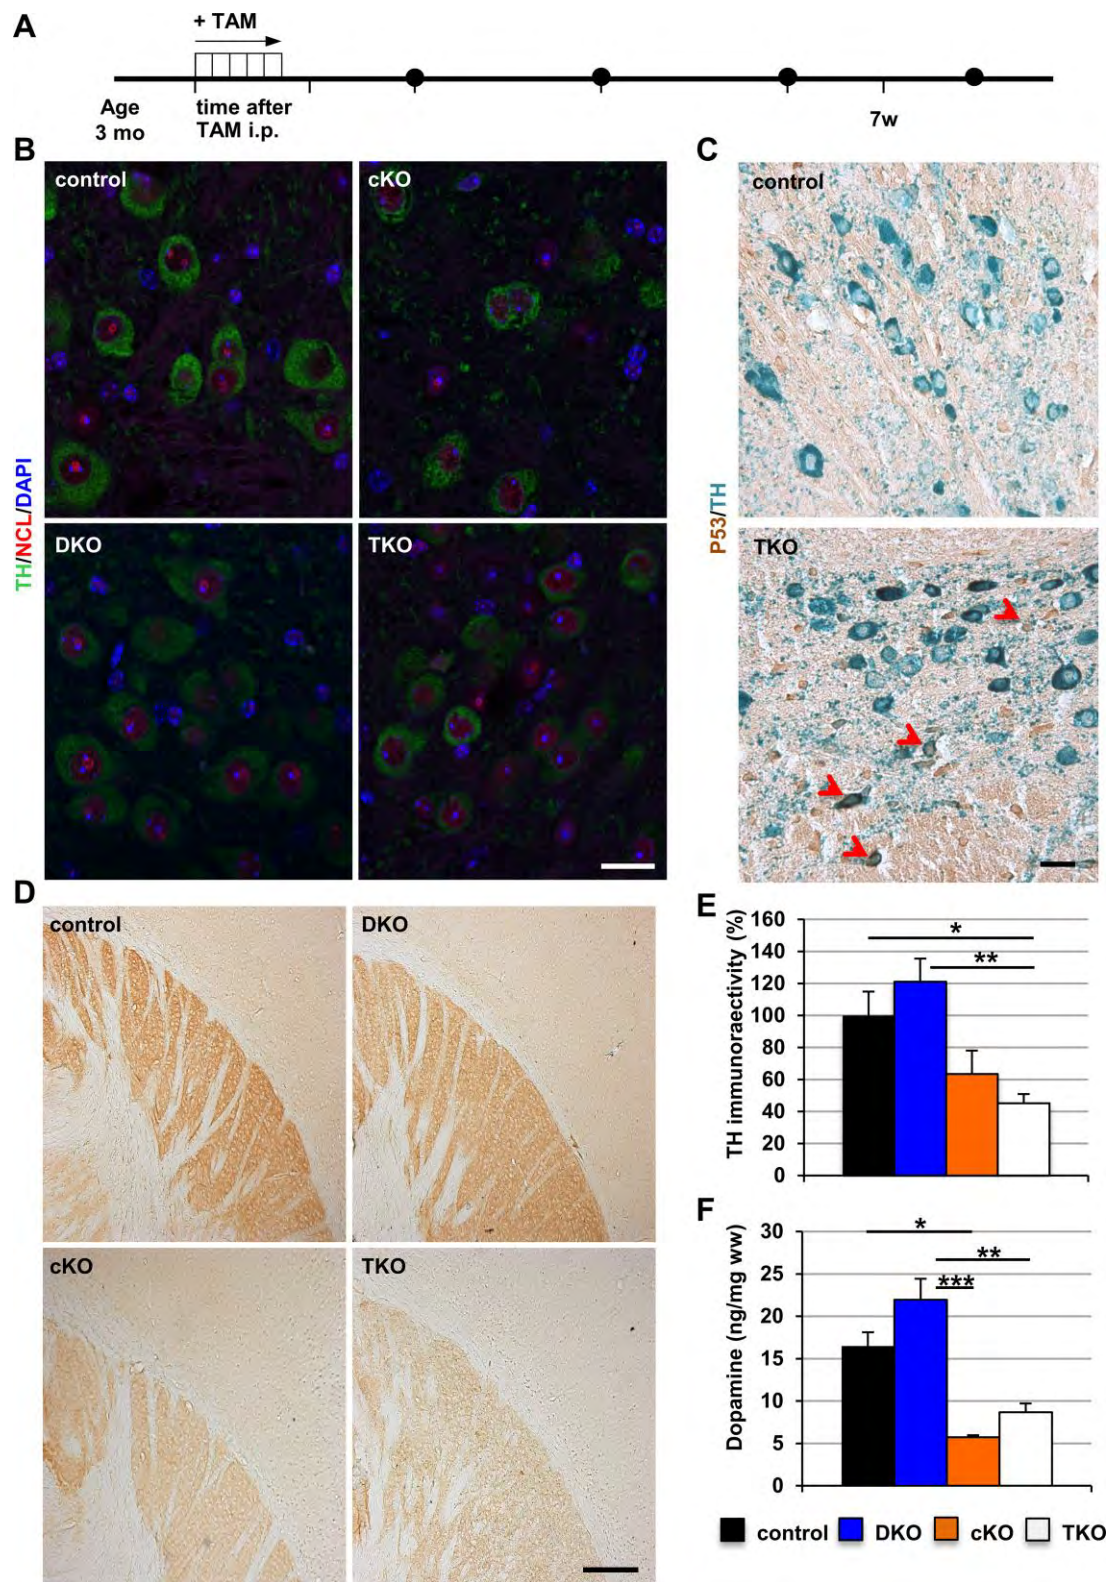 A
+ TAM
Age
3 mo
time after
TAM i.p.
7w
B
control
cKO
DKO
TKO
TH/NCL/DAPI
C
control
TKO
P53/TH
D
control
DKO
cKO
TKO
E
TH immunoraectivity (%)
160
140
120
100
80
60
40
20
0
*
**
F
Dopamine (ng/mg ww)
30
25
20
15
10
5
0
*
**
***
control
DKO
cKO
TKO